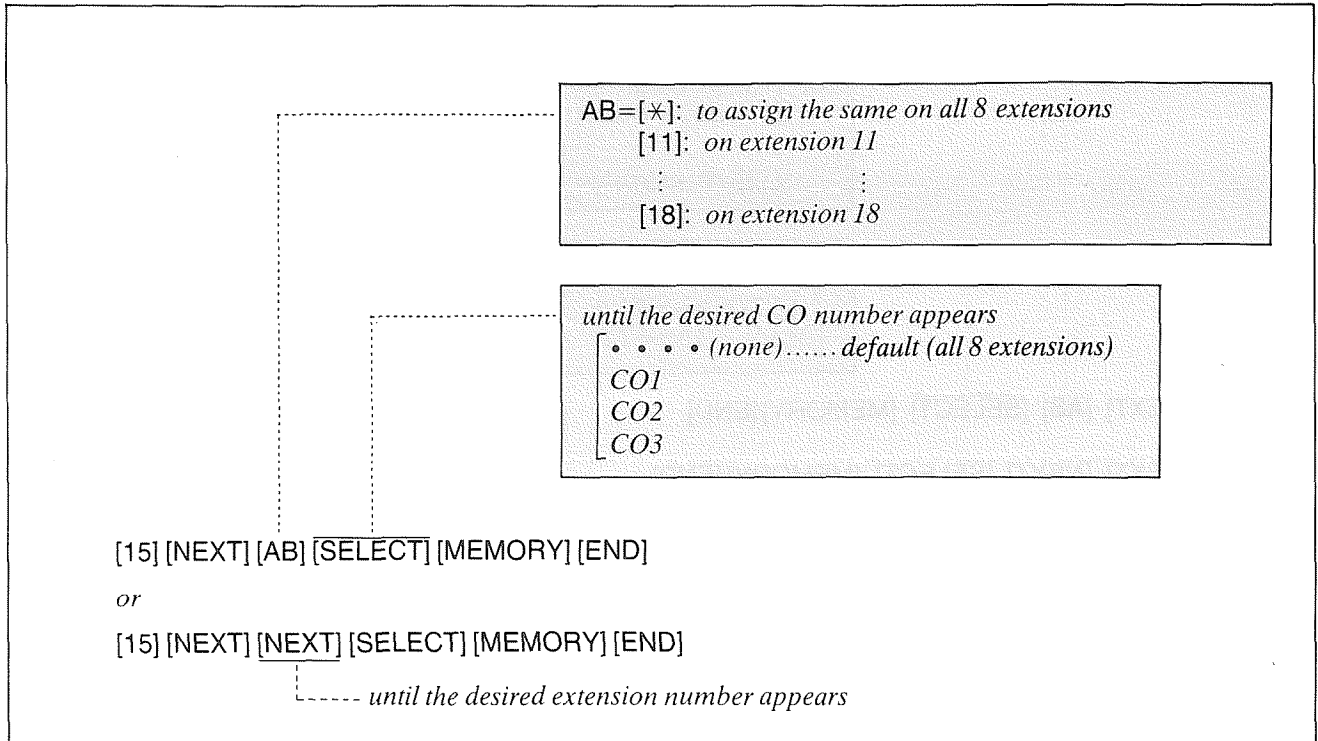 AB=[*]: to assign the same on all 8 extensions
[11]: on extension 11
⋮ ⋮
[18]: on extension 18
until the desired CO number appears
• • • • (none)......default (all 8 extensions)
CO1
CO2
CO3
[15] [NEXT] [AB] [SELECT] [MEMORY] [END]
or
[15] [NEXT] [NEXT] [SELECT] [MEMORY] [END]
until the desired extension number appears